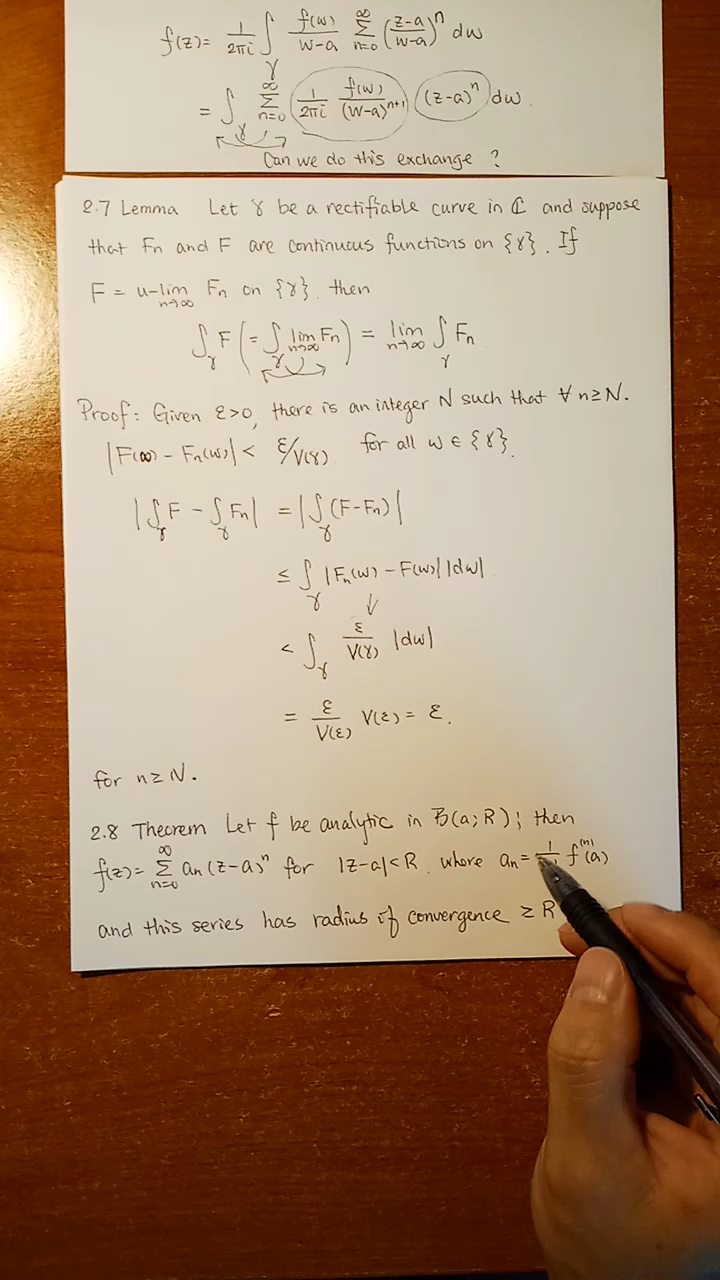 f(z) = 1/2πi ∫_γ f(w)/w-a ∑_{n=0}^∞ (z-a/w-a)^n dw
= ∫_γ ∑_{n=0}^∞ (1/2πi f(w)/(w-a)^{n+1}) (z-a)^n dw.
Can we do this exchange ?
2.7 Lemma Let γ be a rectifiable curve in ℂ and suppose
that Fn and F are continuous functions on {γ}. If
F = u-lim_{n→∞} Fn on {γ} then
∫_γ F (= ∫_γ lim_{n→∞} Fn) = lim_{n→∞} ∫_γ Fn
Proof: Given ε>0, there is an integer N such that ∀ n≥N.
|F(∞) - Fn(w)| < ε/V(γ) for all w ∈ {γ}.
|∫_γ F - ∫_γ Fn| = |∫_γ (F-Fn)|
≤ ∫_γ |Fn(w) - F(w)| |dw|
< ∫_γ ε/V(γ) |dw|
= ε/V(ε) V(ε) = ε.
for n≥N.
2.8 Theorem Let f be analytic in B(a;R); then
f(z) = ∑_{n=0}^∞ an (z-a)^n for |z-a|<R. where an = 1/ f^{(n)}(a)
and this series has radius of convergence ≥ R